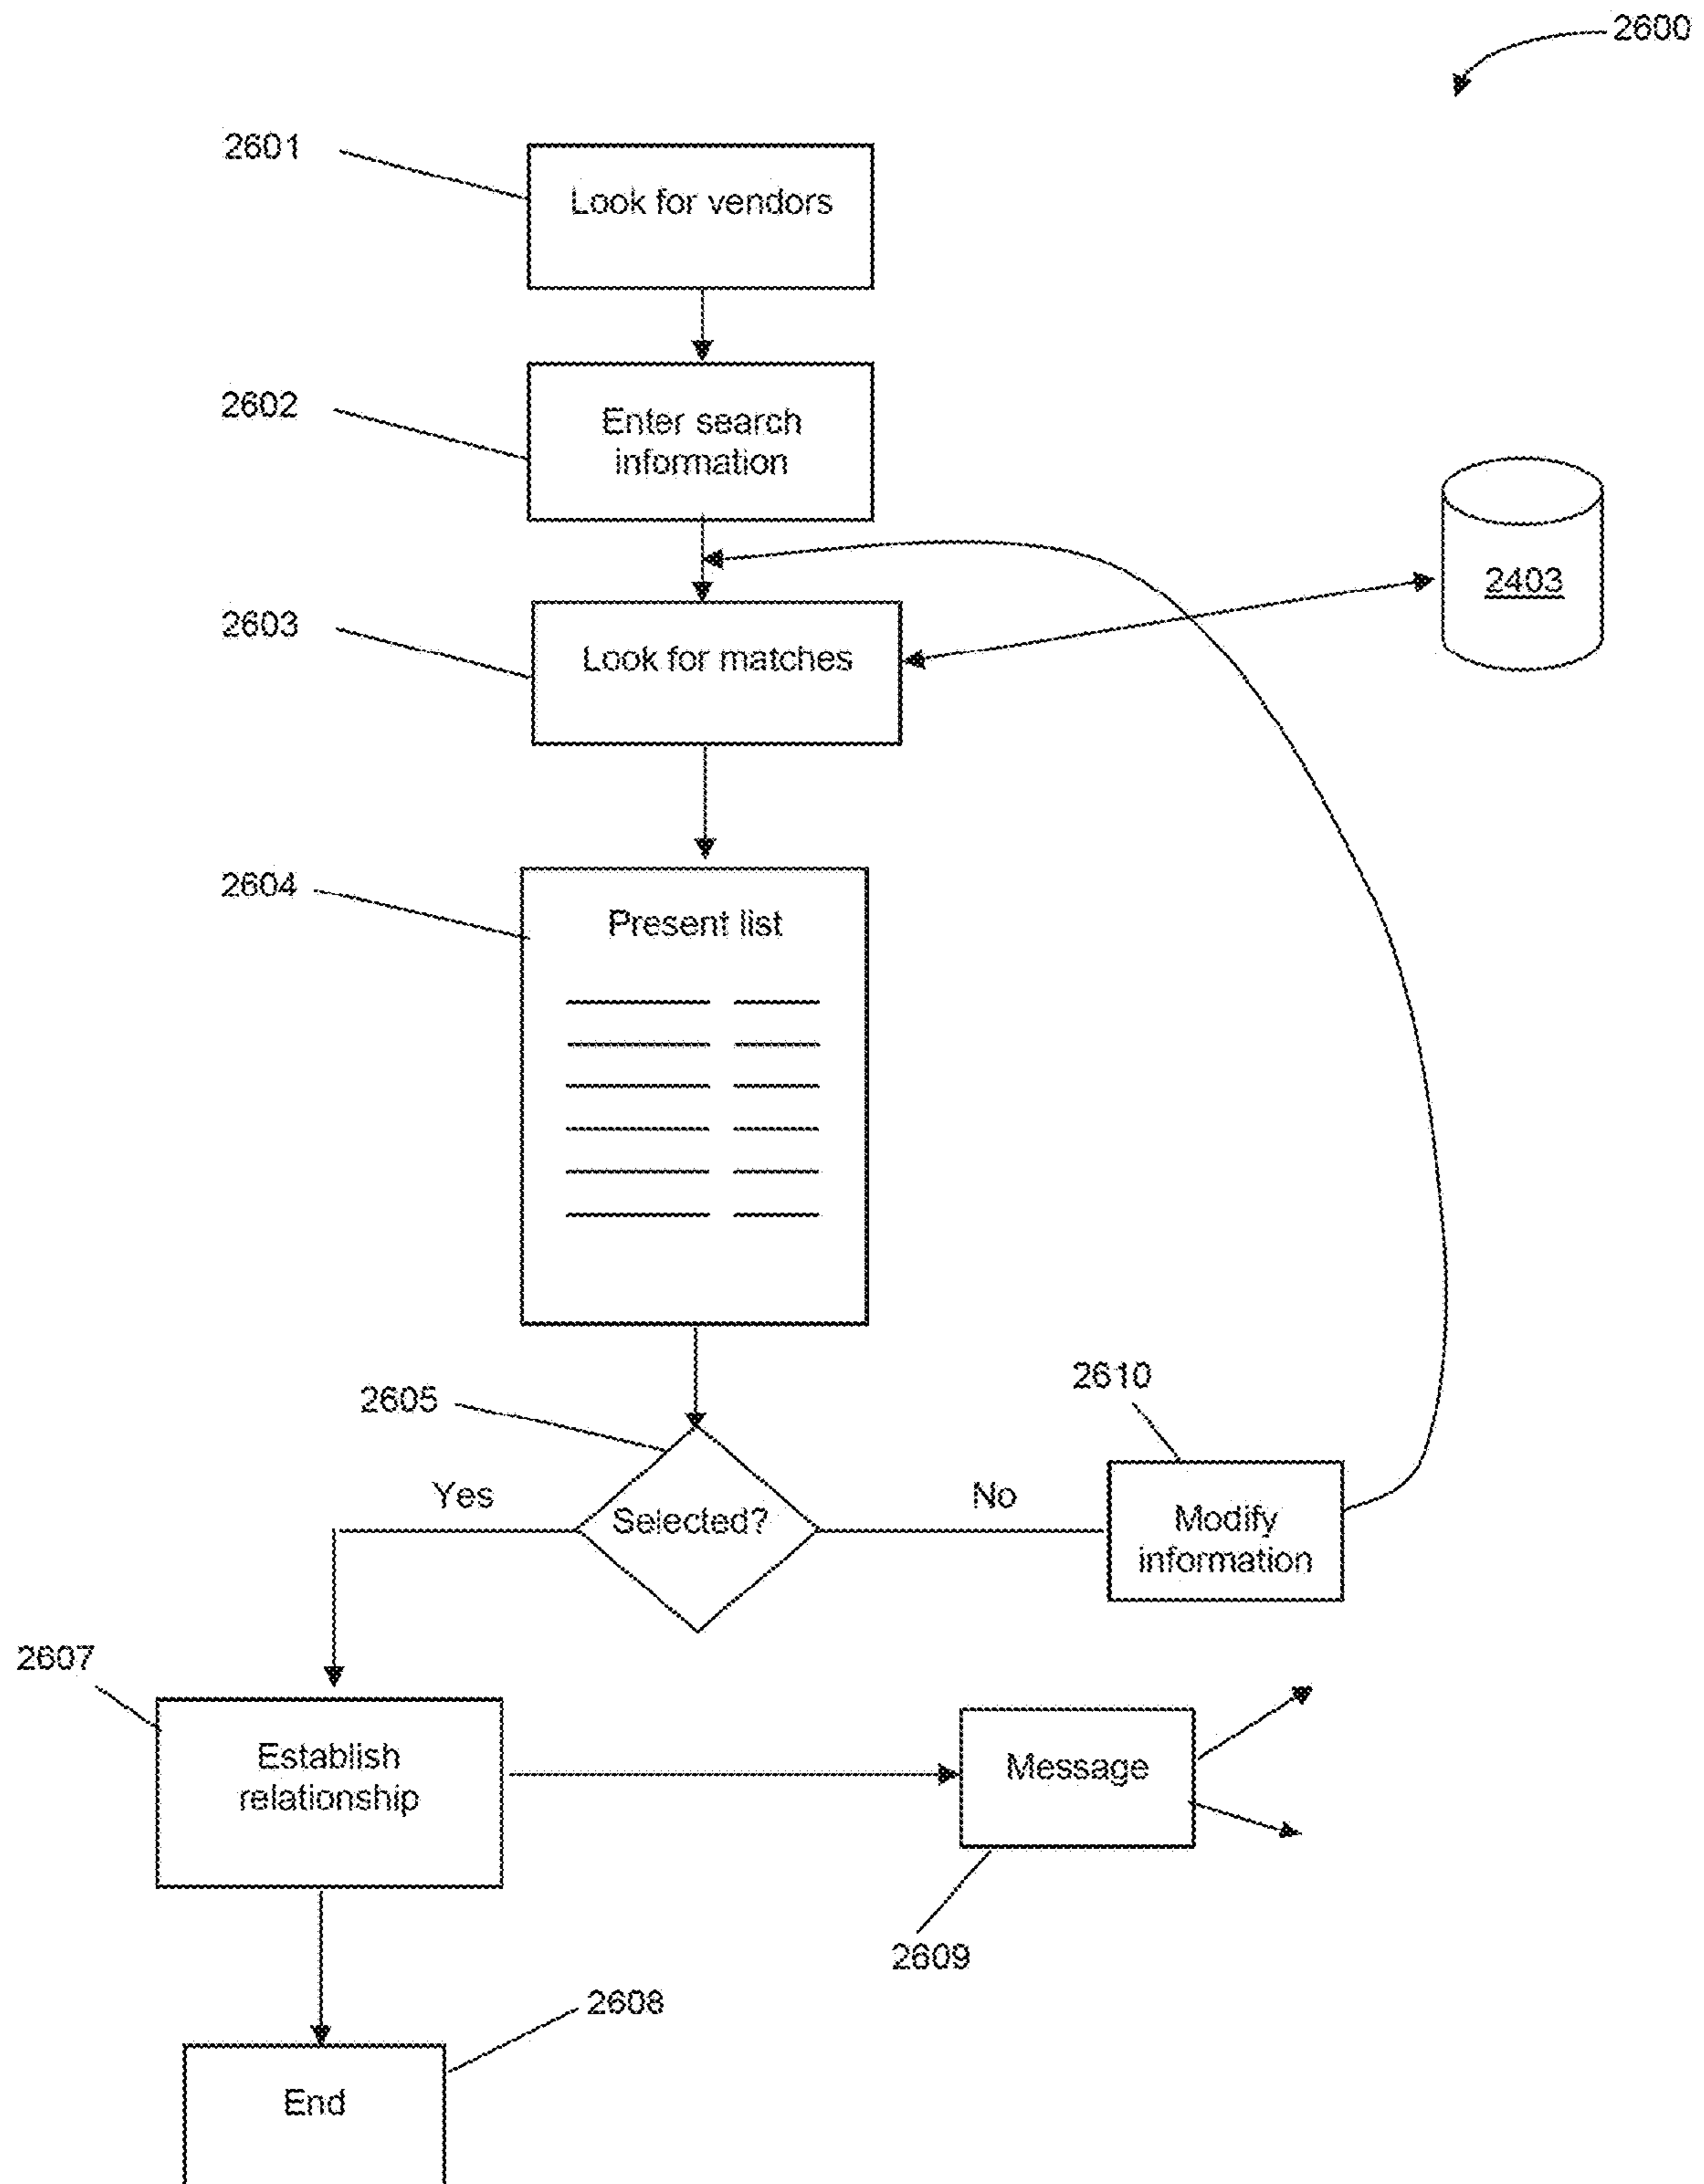 2600
2601
Look for vendors
2602
Enter search
information
2403
2603
Look for matches
2604
Present list
2610
2605
Yes
No
Selected?
Modify
information
2607
Establish
relationship
Message
2609
2608
End